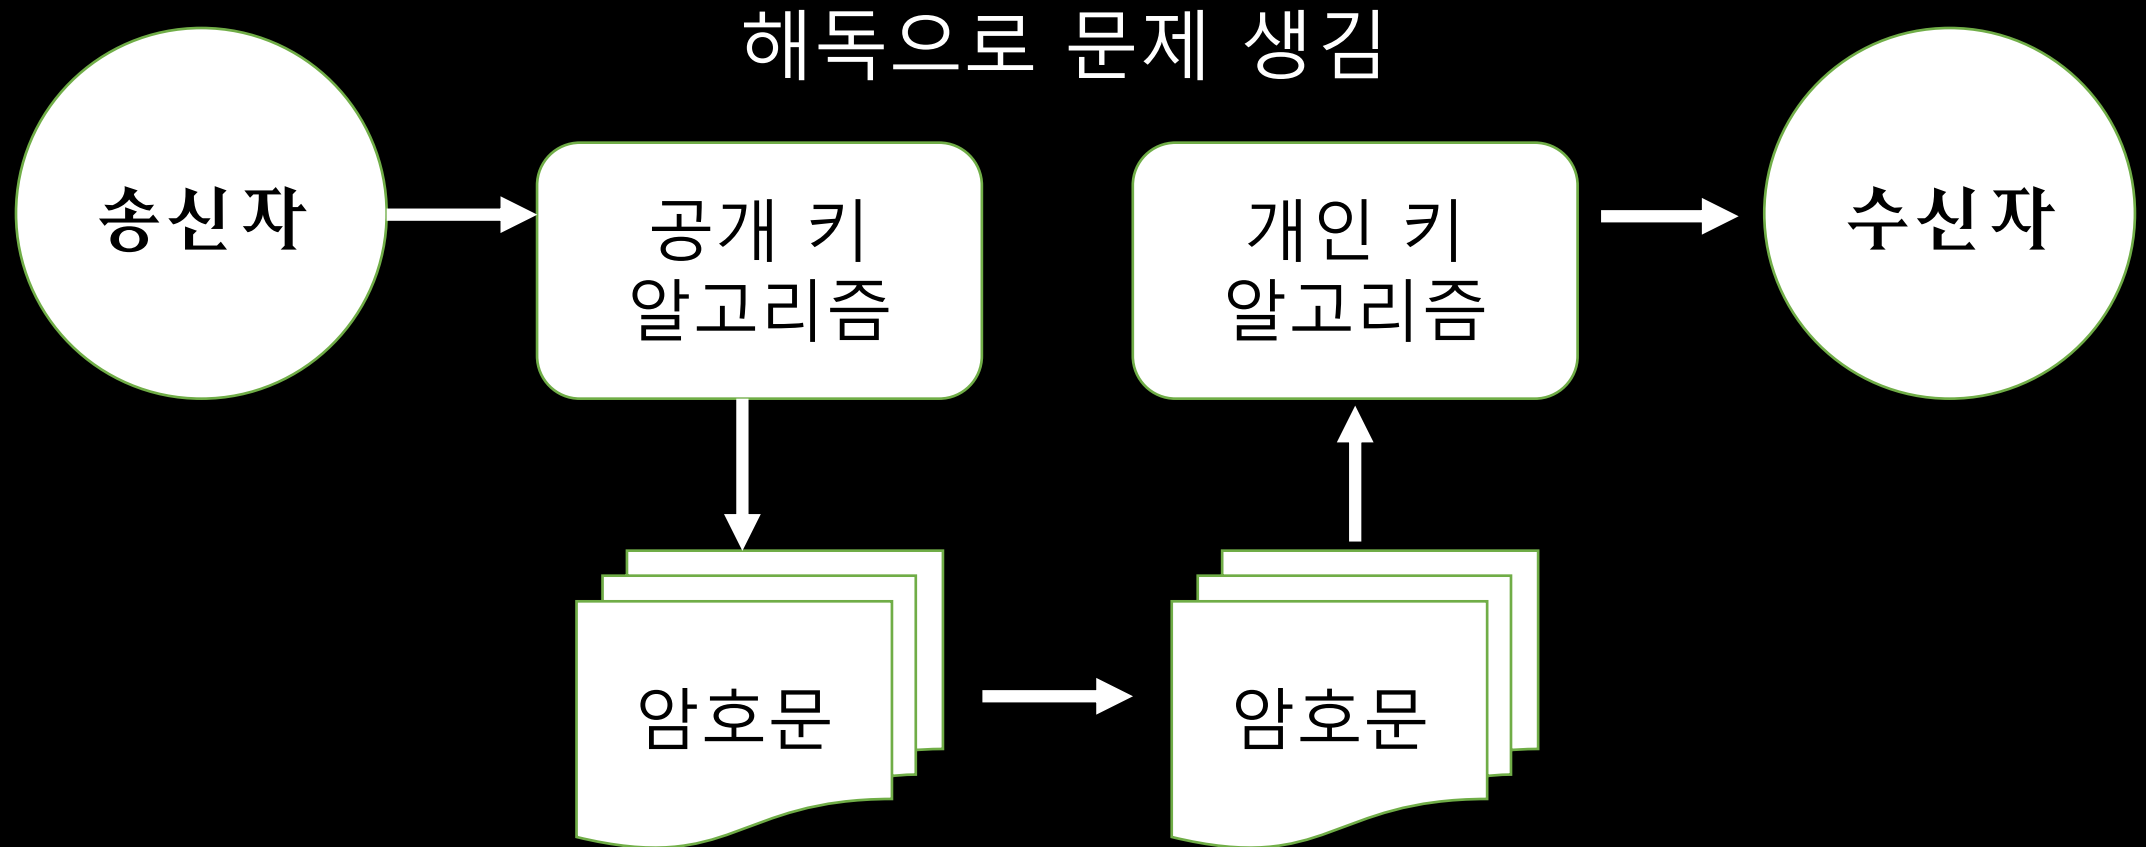 해독으로 문제 생김
송신자
공개 키
알고리즘
개인 키
알고리즘
수신자
암호문
암호문